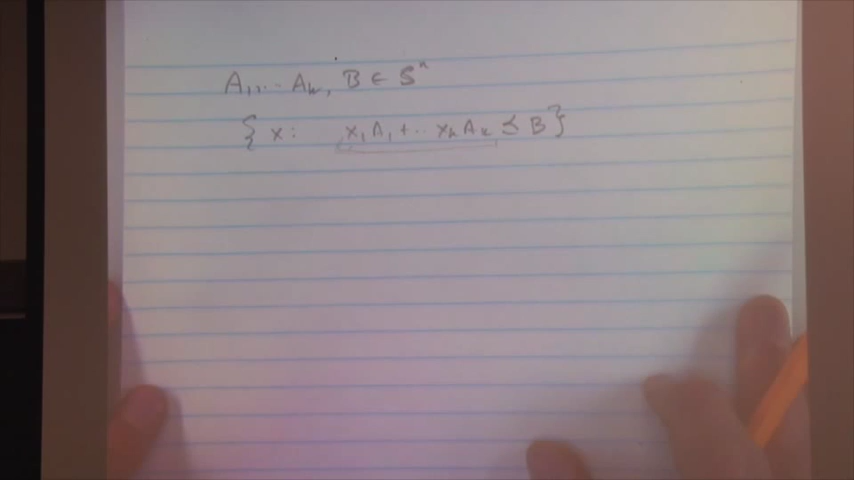 A₁, ... Aₖ, B ∈ Sⁿ
{ x : x₁A₁ + ... xₖAₖ ⪯ B }